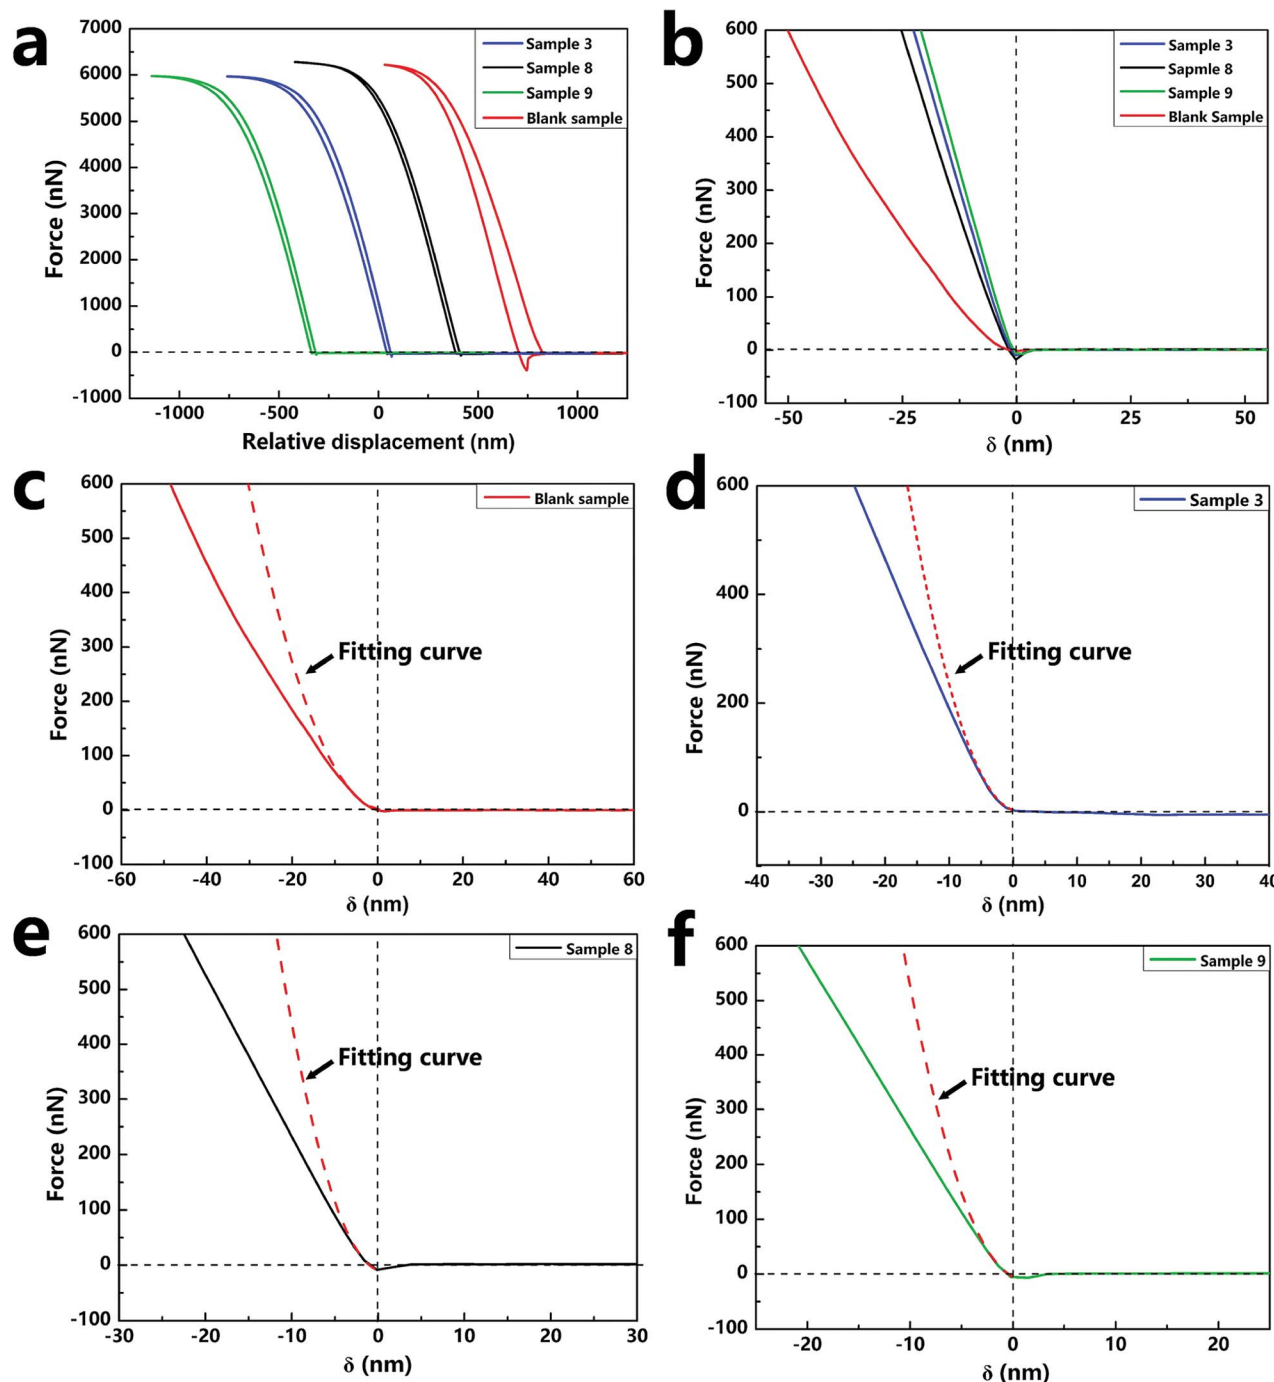 a
7000
6000
5000
4000
3000
2000
1000
0
-1000
Force (nN)
Sample 3
Sample 8
Sample 9
Blank sample
-1000 -500 0 500 1000
Relative displacement (nm)
b
600
500
400
300
200
100
0
-100
Force (nN)
Sample 3
Sapmle 8
Sample 9
Blank Sample
-50 -25 0 25 50
δ (nm)
c
600
500
400
300
200
100
0
-100
Force (nN)
Blank sample
Fitting curve
-60 -40 -20 0 20 40 60
δ (nm)
d
600
400
200
0
Force (nN)
Sample 3
Fitting curve
-40 -30 -20 -10 0 10 20 30 40
δ (nm)
e
600
500
400
300
200
100
0
-100
Force (nN)
Sample 8
Fitting curve
-30 -20 -10 0 10 20 30
δ (nm)
f
600
500
400
300
200
100
0
-100
Force (nN)
Sample 9
Fitting curve
-20 -10 0 10 20
δ (nm)